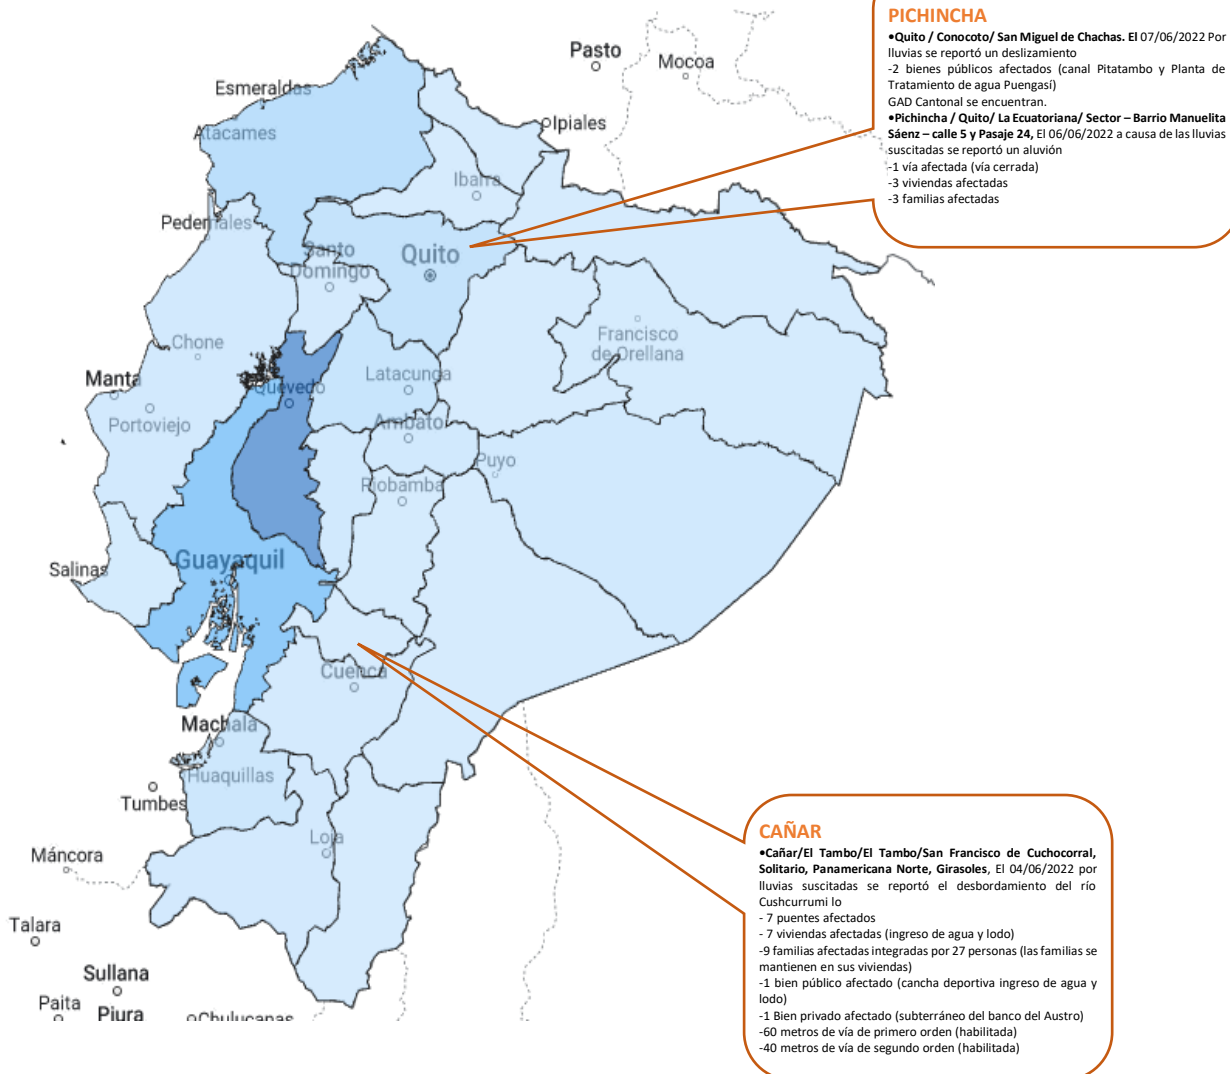 PICHINCHA
•Quito / Conocoto/ San Miguel de Chachas. El 07/06/2022 Por
lluvias se reportó un deslizamiento
-2 bienes públicos afectados (canal Pitatambo y Planta de
Tratamiento de agua Puengasí)
GAD Cantonal se encuentran.
•Pichincha / Quito/ La Ecuatoriana/ Sector – Barrio Manuelita
Sáenz – calle 5 y Pasaje 24, El 06/06/2022 a causa de las lluvias
suscitadas se reportó un aluvión
-1 vía afectada (vía cerrada)
-3 viviendas afectadas
-3 familias afectadas
Pasto
Mocoa
Esmeraldas
Atacames
Ipiales
Ibarra
Pedernales
Santo
Domingo
Quito
Chone
Francisco
de Orellana
Manta
Quevedo
Latacunga
Portoviejo
Ambato
Puyo
Riobamba
Guayaquil
Salinas
Cuenca
Machala
Huaquillas
Tumbes
Loja
Máncora
Talara
Sullana
Paita
Piura
Chulucanas
CAÑAR
•Cañar/El Tambo/El Tambo/San Francisco de Cuchocorral,
Solitario, Panamericana Norte, Girasoles, El 04/06/2022 por
lluvias suscitadas se reportó el desbordamiento del río
Cushcurrumi lo
- 7 puentes afectados
- 7 viviendas afectadas (ingreso de agua y lodo)
-9 familias afectadas integradas por 27 personas (las familias se
mantienen en sus viviendas)
-1 bien público afectado (cancha deportiva ingreso de agua y
lodo)
-1 Bien privado afectado (subterráneo del banco del Austro)
-60 metros de vía de primero orden (habilitada)
-40 metros de vía de segundo orden (habilitada)